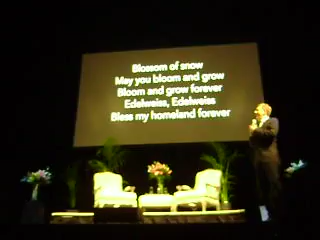 Blossom of snow
May you bloom and grow
Bloom and grow forever
Edelweiss, Edelweiss
Bless my homeland forever